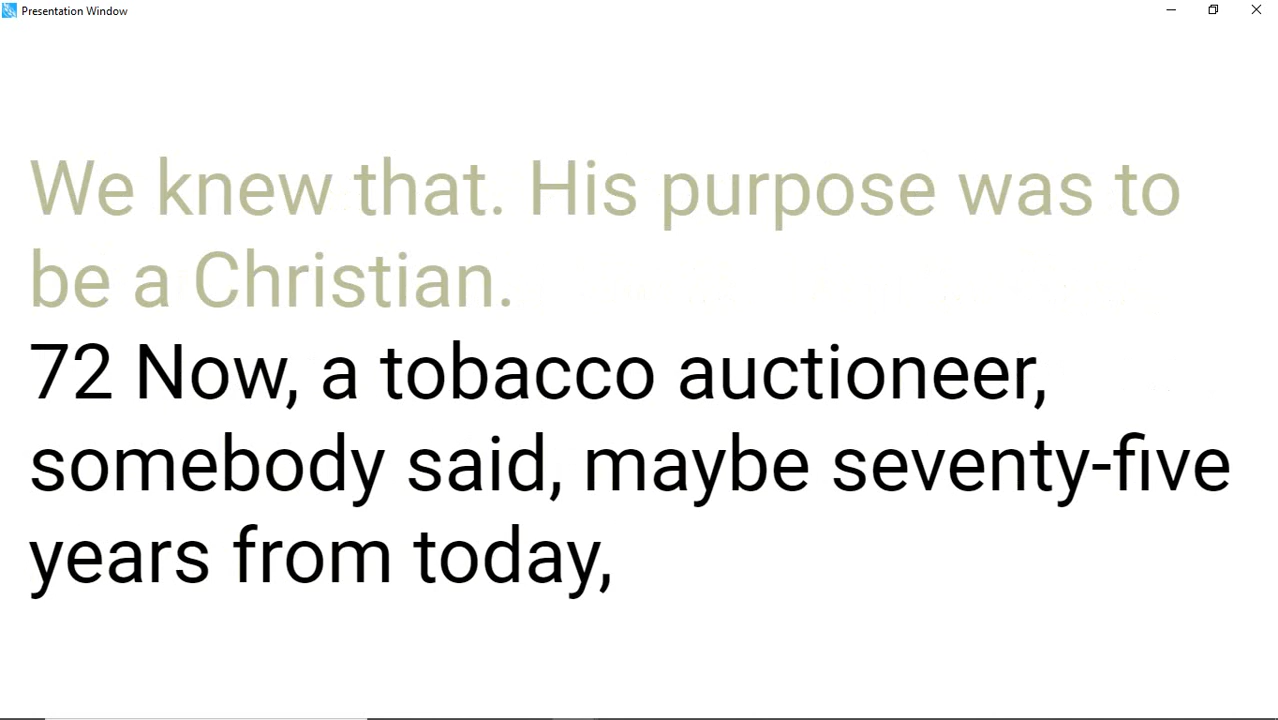 Presentation Window
We knew that. His purpose was to
be a Christian.
72 Now, a tobacco auctioneer,
somebody said, maybe seventy-five
years from today,